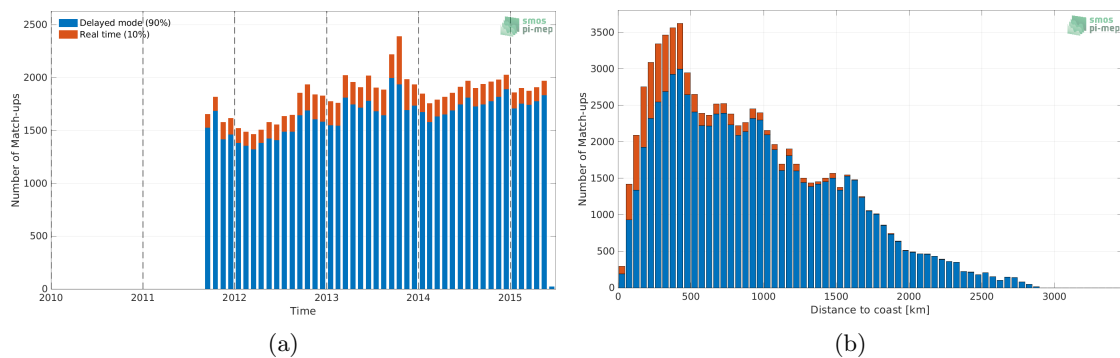 2500
2000
1500
1000
500
0
Number of Match-ups
Delayed mode (90%)
Real time (10%)
smos
pi-mep
2010 2011 2012 2013 2014 2015
Time
(a)
3500
3000
2500
2000
1500
1000
500
0
Number of Match-ups
smos
pi-mep
0 500 1000 1500 2000 2500 3000
Distance to coast [km]
(b)